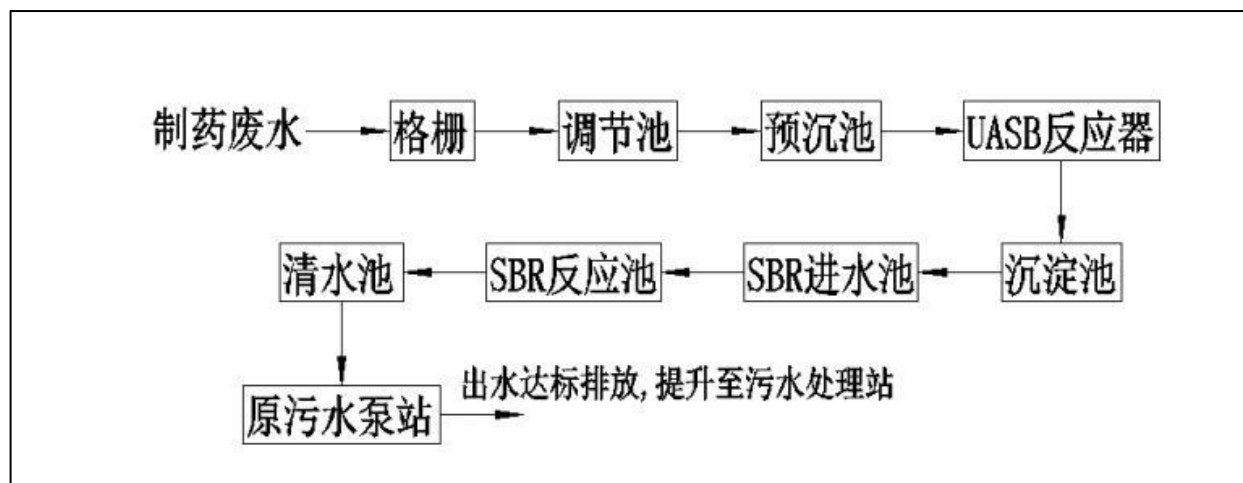 制药废水
格栅
调节池
预沉池
UASB反应器
沉淀池
SBR进水池
SBR反应池
清水池
原污水泵站
出水达标排放,提升至污水处理站